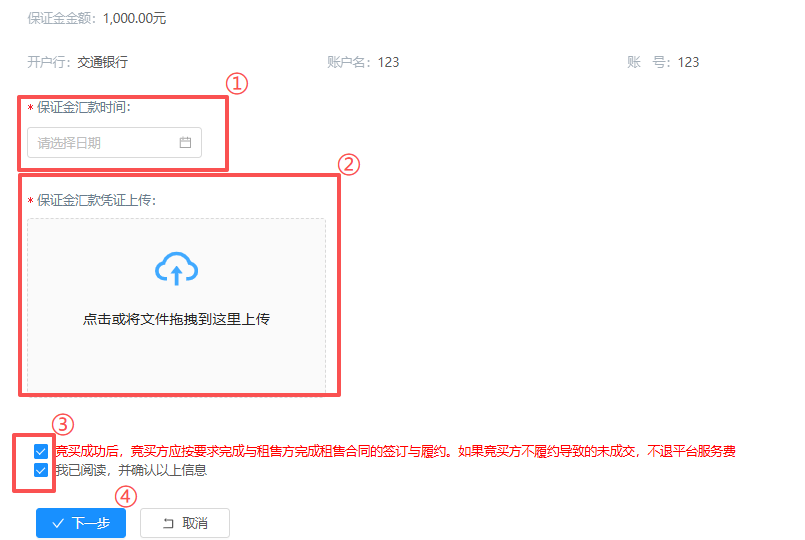 保证金金额：1,000.00元
开户行：交通银行 账户名：123 账 号：123
①
* 保证金汇款时间：
请选择日期
②
* 保证金汇款凭证上传：
点击或将文件拖拽到这里上传
③
竞买成功后，竞买方应按要求完成与租售方完成租售合同的签订与履约。如果竞买方不履约导致的未成交，不退平台服务费
我已阅读，并确认以上信息
④
下一步 取消